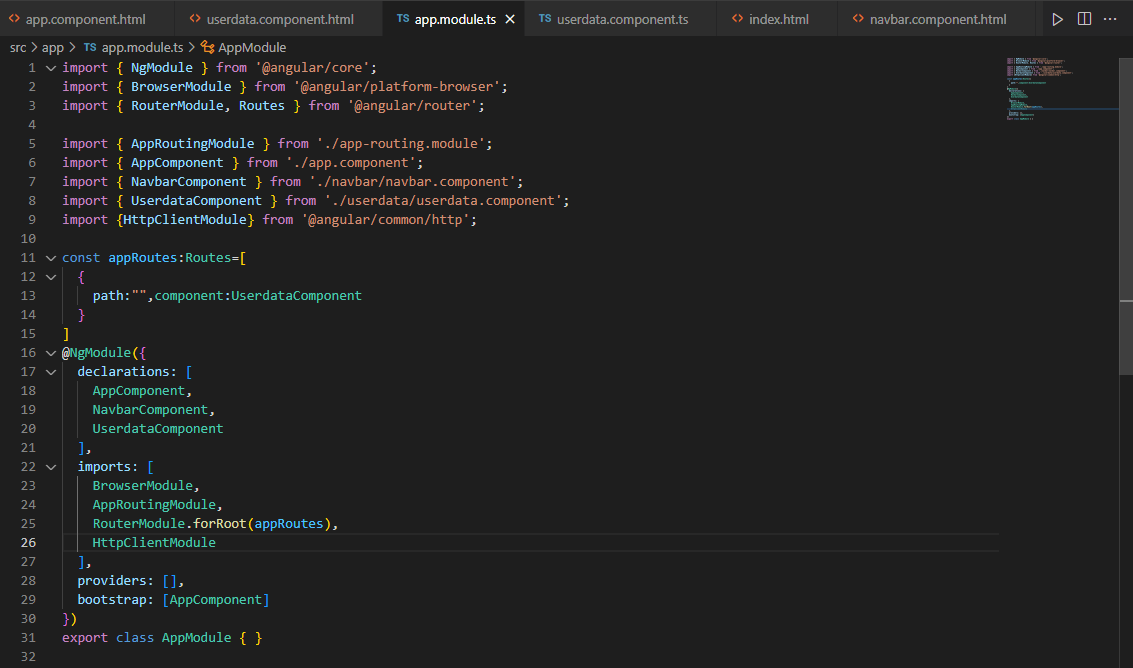 app.component.html userdata.component.html TS app.module.ts TS userdata.component.ts index.html navbar.component.html
src > app > TS app.module.ts > AppModule
1 import { NgModule } from '@angular/core';
2 import { BrowserModule } from '@angular/platform-browser';
3 import { RouterModule, Routes } from '@angular/router';
4
5 import { AppRoutingModule } from './app-routing.module';
6 import { AppComponent } from './app.component';
7 import { NavbarComponent } from './navbar/navbar.component';
8 import { UserdataComponent } from './userdata/userdata.component';
9 import {HttpClientModule} from '@angular/common/http';
10
11 const appRoutes:Routes=[
12 {
13 path:"",component:UserdataComponent
14 }
15 ]
16 @NgModule({
17 declarations: [
18 AppComponent,
19 NavbarComponent,
20 UserdataComponent
21 ],
22 imports: [
23 BrowserModule,
24 AppRoutingModule,
25 RouterModule.forRoot(appRoutes),
26 HttpClientModule
27 ],
28 providers: [],
29 bootstrap: [AppComponent]
30 })
31 export class AppModule { }
32